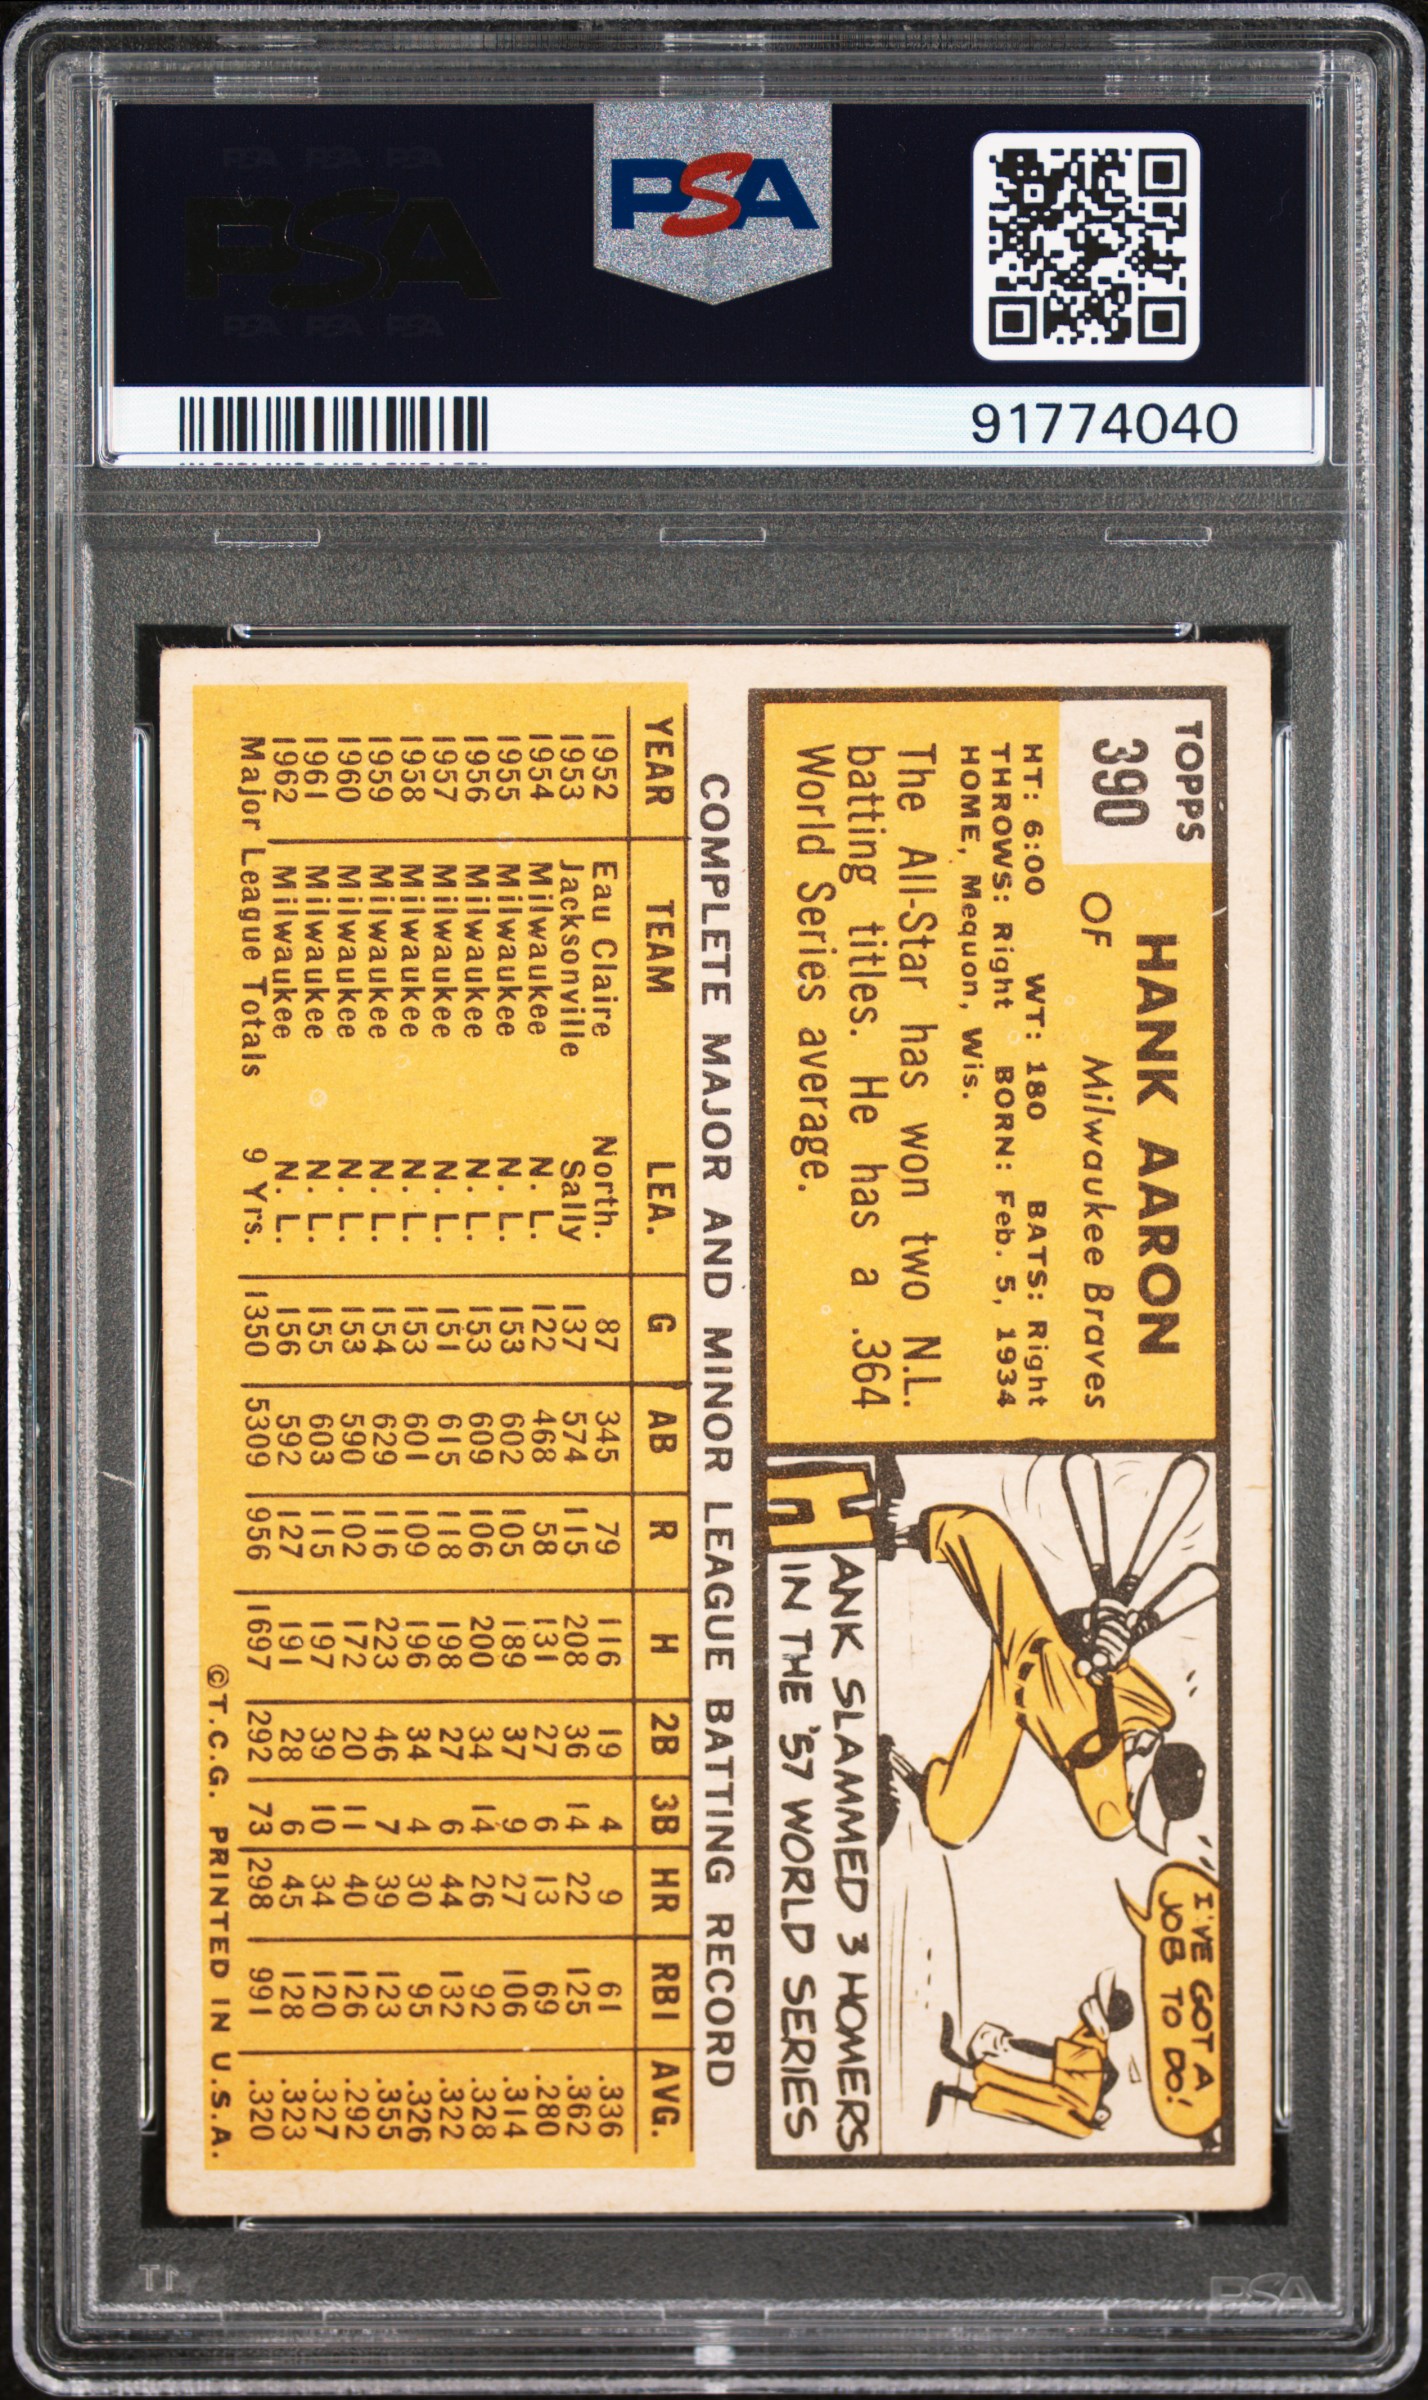 PSA PSA PSA
PSA
PSA PSA PSA
PSA
91774040
TOPPS
390
HANK AARON
OF Milwaukee Braves
HT: 6:00 WT: 180 BATS: Right
THROWS: Right BORN: Feb. 5, 1934
HOME, Mequon, Wis.
The All-Star has won two N.L.
batting titles. He has a .364
World Series average.
I'VE GOT A
JOB TO DO!
HANK SLAMMED 3 HOMERS
IN THE '57 WORLD SERIES
COMPLETE MAJOR AND MINOR LEAGUE BATTING RECORD
YEAR TEAM LEA. G AB R H 2B 3B HR RBI AVG.
1952 Eau Claire North. 87 345 79 116 19 4 9 61 .336
1953 Jacksonville Sally 137 574 115 208 36 14 22 125 .362
1954 Milwaukee N. L. 122 468 58 131 27 6 13 69 .280
1955 Milwaukee N. L. 153 602 105 189 37 9 27 106 .314
1956 Milwaukee N. L. 153 609 106 200 34 14 26 92 .328
1957 Milwaukee N. L. 151 615 118 198 27 6 44 132 .322
1958 Milwaukee N. L. 153 601 109 196 34 4 30 95 .326
1959 Milwaukee N. L. 154 629 116 223 46 7 39 123 .355
1960 Milwaukee N. L. 153 590 102 172 20 11 40 126 .292
1961 Milwaukee N. L. 155 603 115 197 39 10 34 120 .327
1962 Milwaukee N. L. 156 592 127 191 28 6 45 128 .323
Major League Totals 9 Yrs. 1350 5309 956 1697 292 73 298 991 .320
©T.C.G. PRINTED IN U.S.A.
PSA